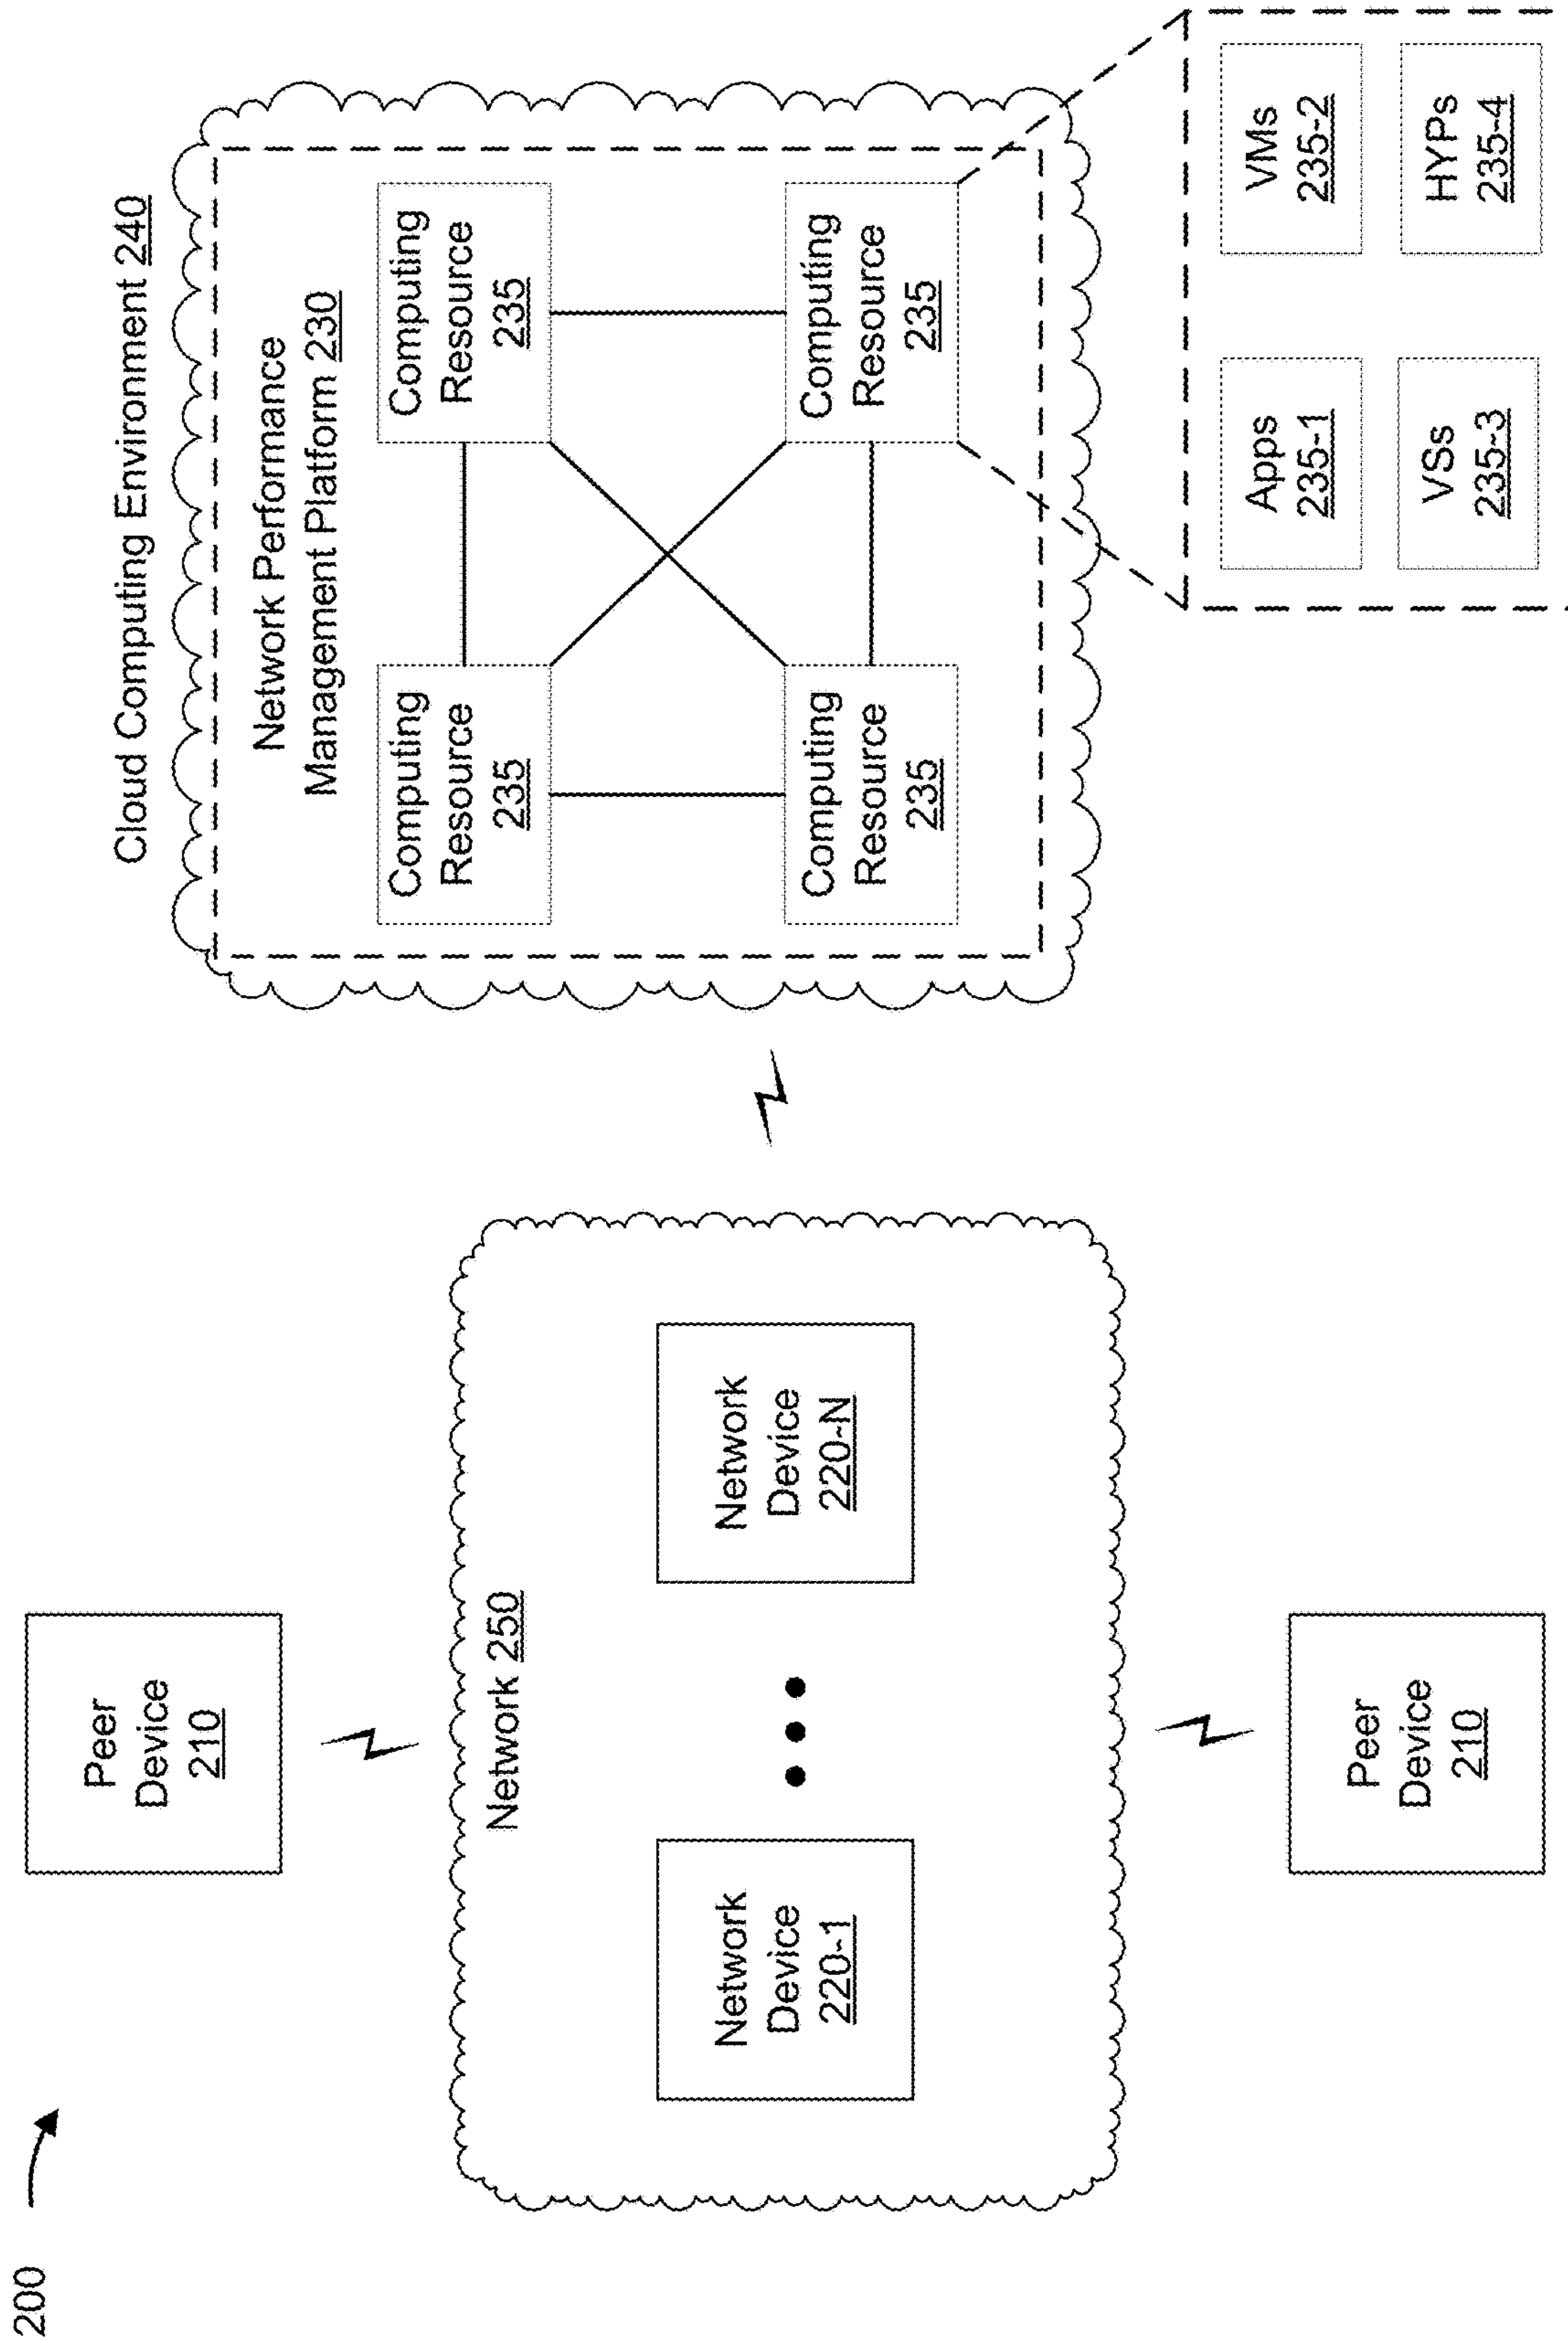 200
Peer
Device
210
Network 250
Network
Device
220-1
Network
Device
220-N
Peer
Device
210
Cloud Computing Environment 240
Network Performance
Management Platform 230
Computing
Resource
235
Computing
Resource
235
Computing
Resource
235
Computing
Resource
235
Apps
235-1
VMs
235-2
VSs
235-3
HYPs
235-4